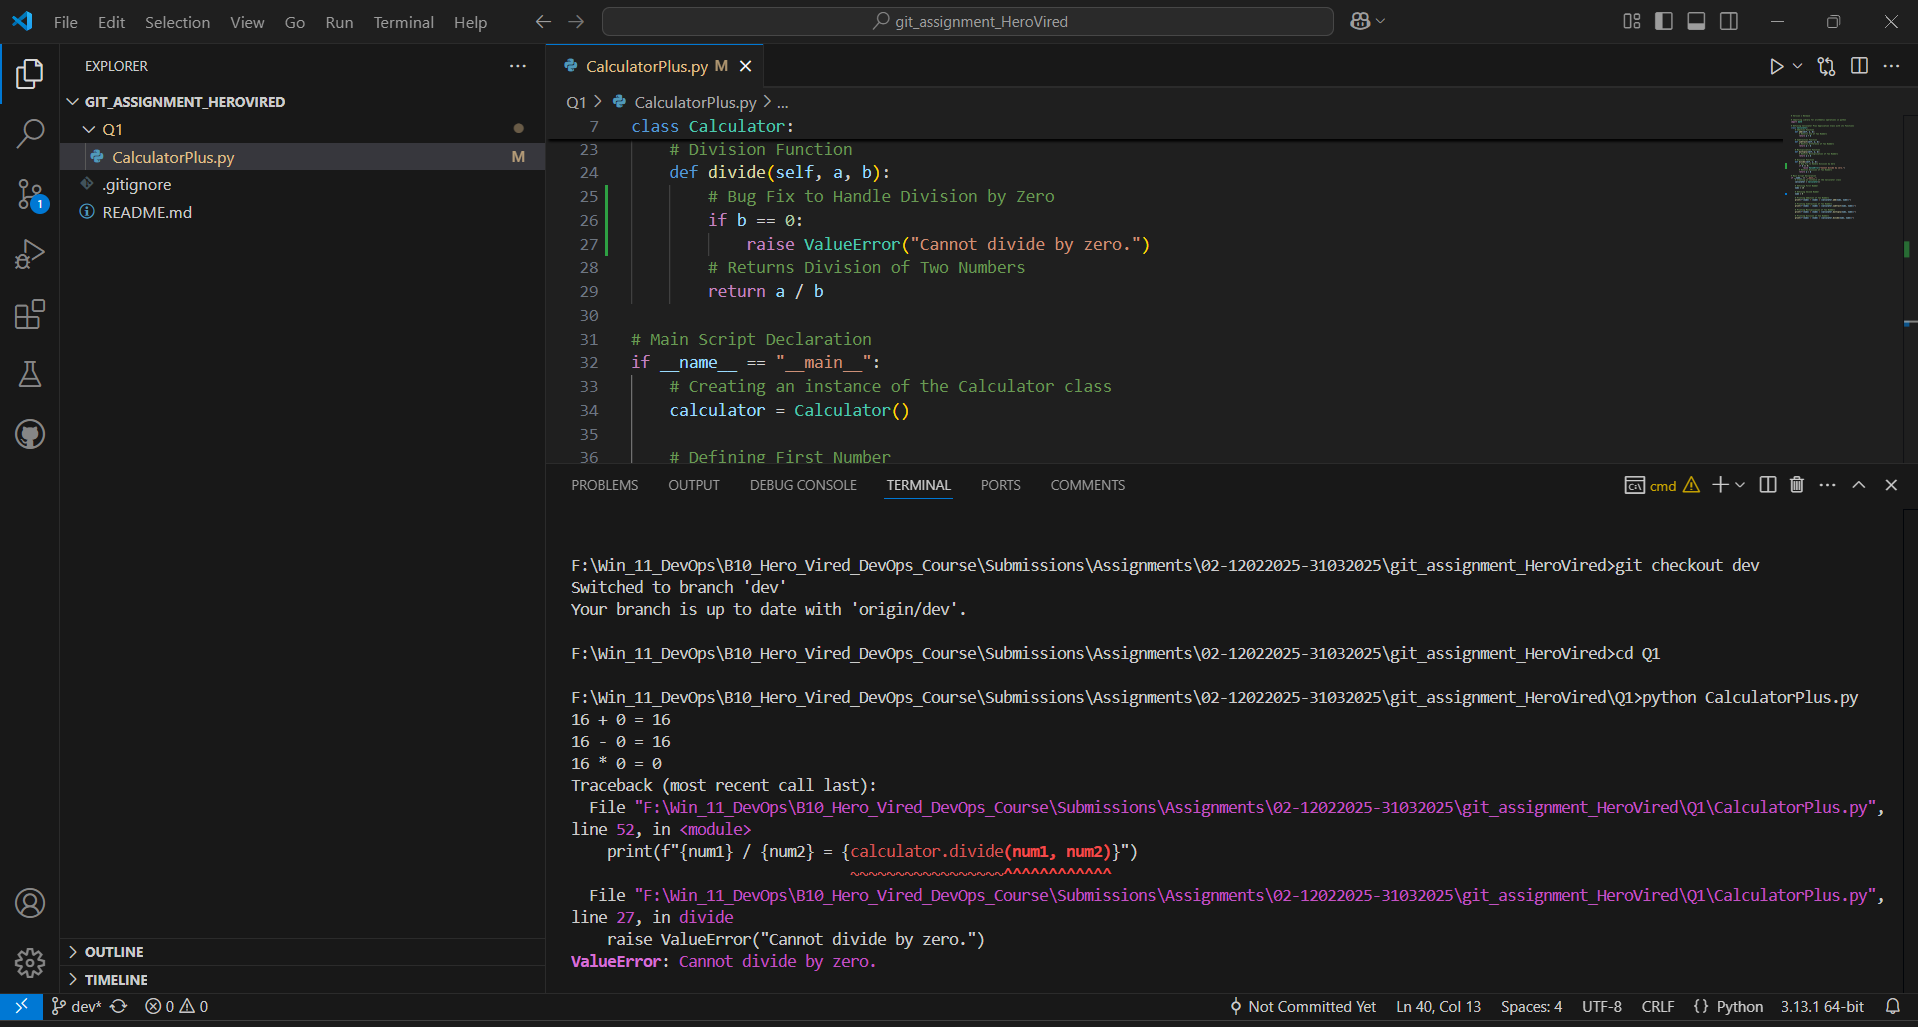 File Edit Selection View Go Run Terminal Help
git_assignment_HeroVired
EXPLORER
GIT_ASSIGNMENT_HEROVIRED
Q1
CalculatorPlus.py M
.gitignore
README.md
1
OUTLINE
TIMELINE
CalculatorPlus.py M
Q1 > CalculatorPlus.py > ...
7 class Calculator:
23 # Division Function
24 def divide(self, a, b):
25 # Bug Fix to Handle Division by Zero
26 if b == 0:
27 raise ValueError("Cannot divide by zero.")
28 # Returns Division of Two Numbers
29 return a / b
30
31 # Main Script Declaration
32 if __name__ == "__main__":
33 # Creating an instance of the Calculator class
34 calculator = Calculator()
35
36 # Defining First Number
PROBLEMS OUTPUT DEBUG CONSOLE TERMINAL PORTS COMMENTS
cmd
F:\Win_11_DevOps\B10_Hero_Vired_DevOps_Course\Submissions\Assignments\02-12022025-31032025\git_assignment_HeroVired>git checkout dev
Switched to branch 'dev'
Your branch is up to date with 'origin/dev'.
F:\Win_11_DevOps\B10_Hero_Vired_DevOps_Course\Submissions\Assignments\02-12022025-31032025\git_assignment_HeroVired>cd Q1
F:\Win_11_DevOps\B10_Hero_Vired_DevOps_Course\Submissions\Assignments\02-12022025-31032025\git_assignment_HeroVired\Q1>python CalculatorPlus.py
16 + 0 = 16
16 - 0 = 16
16 * 0 = 0
Traceback (most recent call last):
File "F:\Win_11_DevOps\B10_Hero_Vired_DevOps_Course\Submissions\Assignments\02-12022025-31032025\git_assignment_HeroVired\Q1\CalculatorPlus.py",
line 52, in <module>
print(f"{num1} / {num2} = {calculator.divide(num1, num2)}")
~~~~~~~~~~~~~~~~~^^^^^^^^^^^^
File "F:\Win_11_DevOps\B10_Hero_Vired_DevOps_Course\Submissions\Assignments\02-12022025-31032025\git_assignment_HeroVired\Q1\CalculatorPlus.py",
line 27, in divide
raise ValueError("Cannot divide by zero.")
ValueError: Cannot divide by zero.
dev* 0 0 Not Committed Yet Ln 40, Col 13 Spaces: 4 UTF-8 CRLF {} Python 3.13.1 64-bit